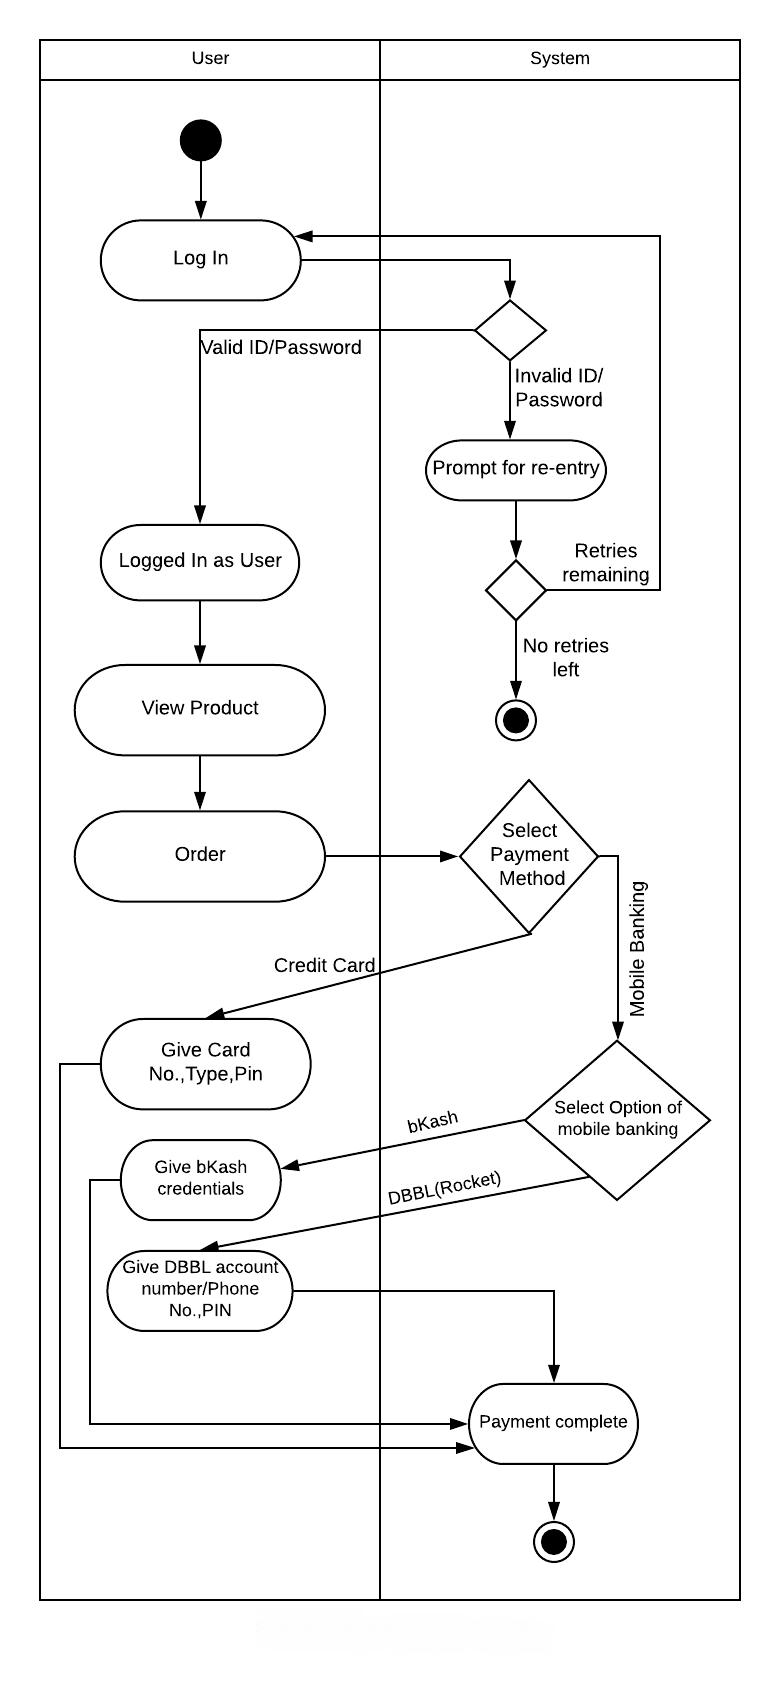 User
System
Log In
Valid ID/Password
Invalid ID/
Password
Prompt for re-entry
Retries
remaining
Logged In as User
No retries
left
View Product
Select
Payment
Method
Order
Mobile Banking
Credit Card
Give Card
No.,Type,Pin
Select Option of
mobile banking
bKash
Give bKash
credentials
DBBL(Rocket)
Give DBBL account
number/Phone
No.,PIN
Payment complete